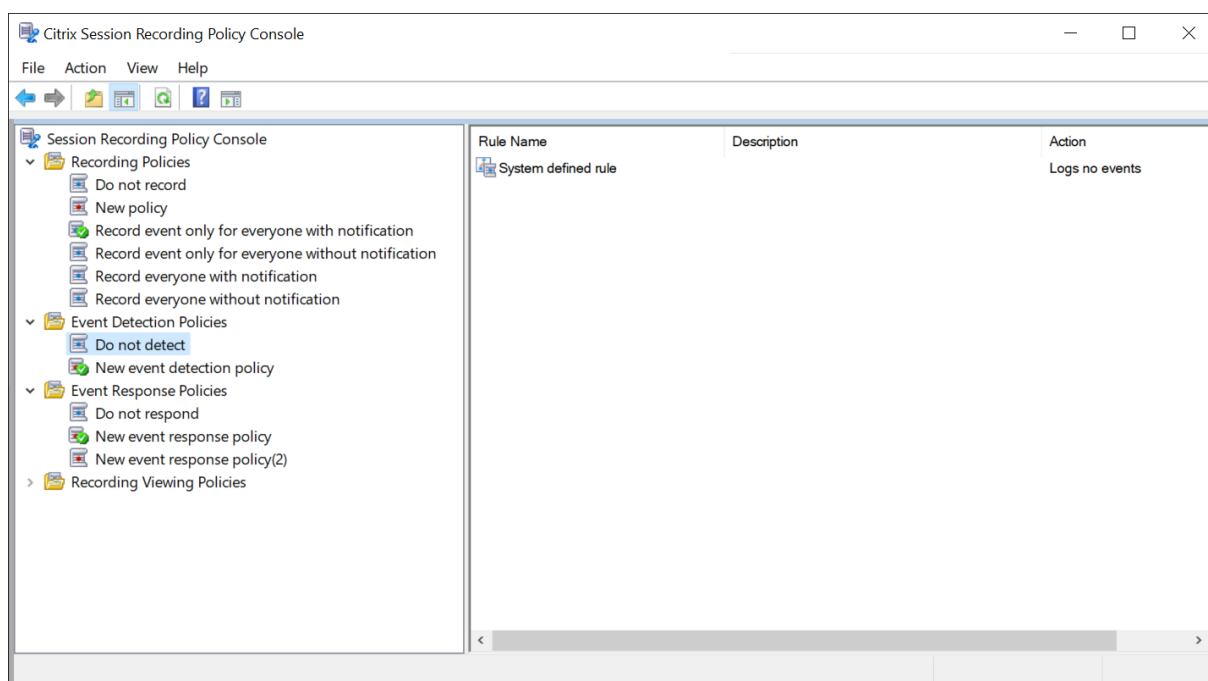 Citrix Session Recording Policy Console
File Action View Help
Session Recording Policy Console
Recording Policies
Do not record
New policy
Record event only for everyone with notification
Record event only for everyone without notification
Record everyone with notification
Record everyone without notification
Event Detection Policies
Do not detect
New event detection policy
Event Response Policies
Do not respond
New event response policy
New event response policy(2)
Recording Viewing Policies
Rule Name Description Action
System defined rule Logs no events